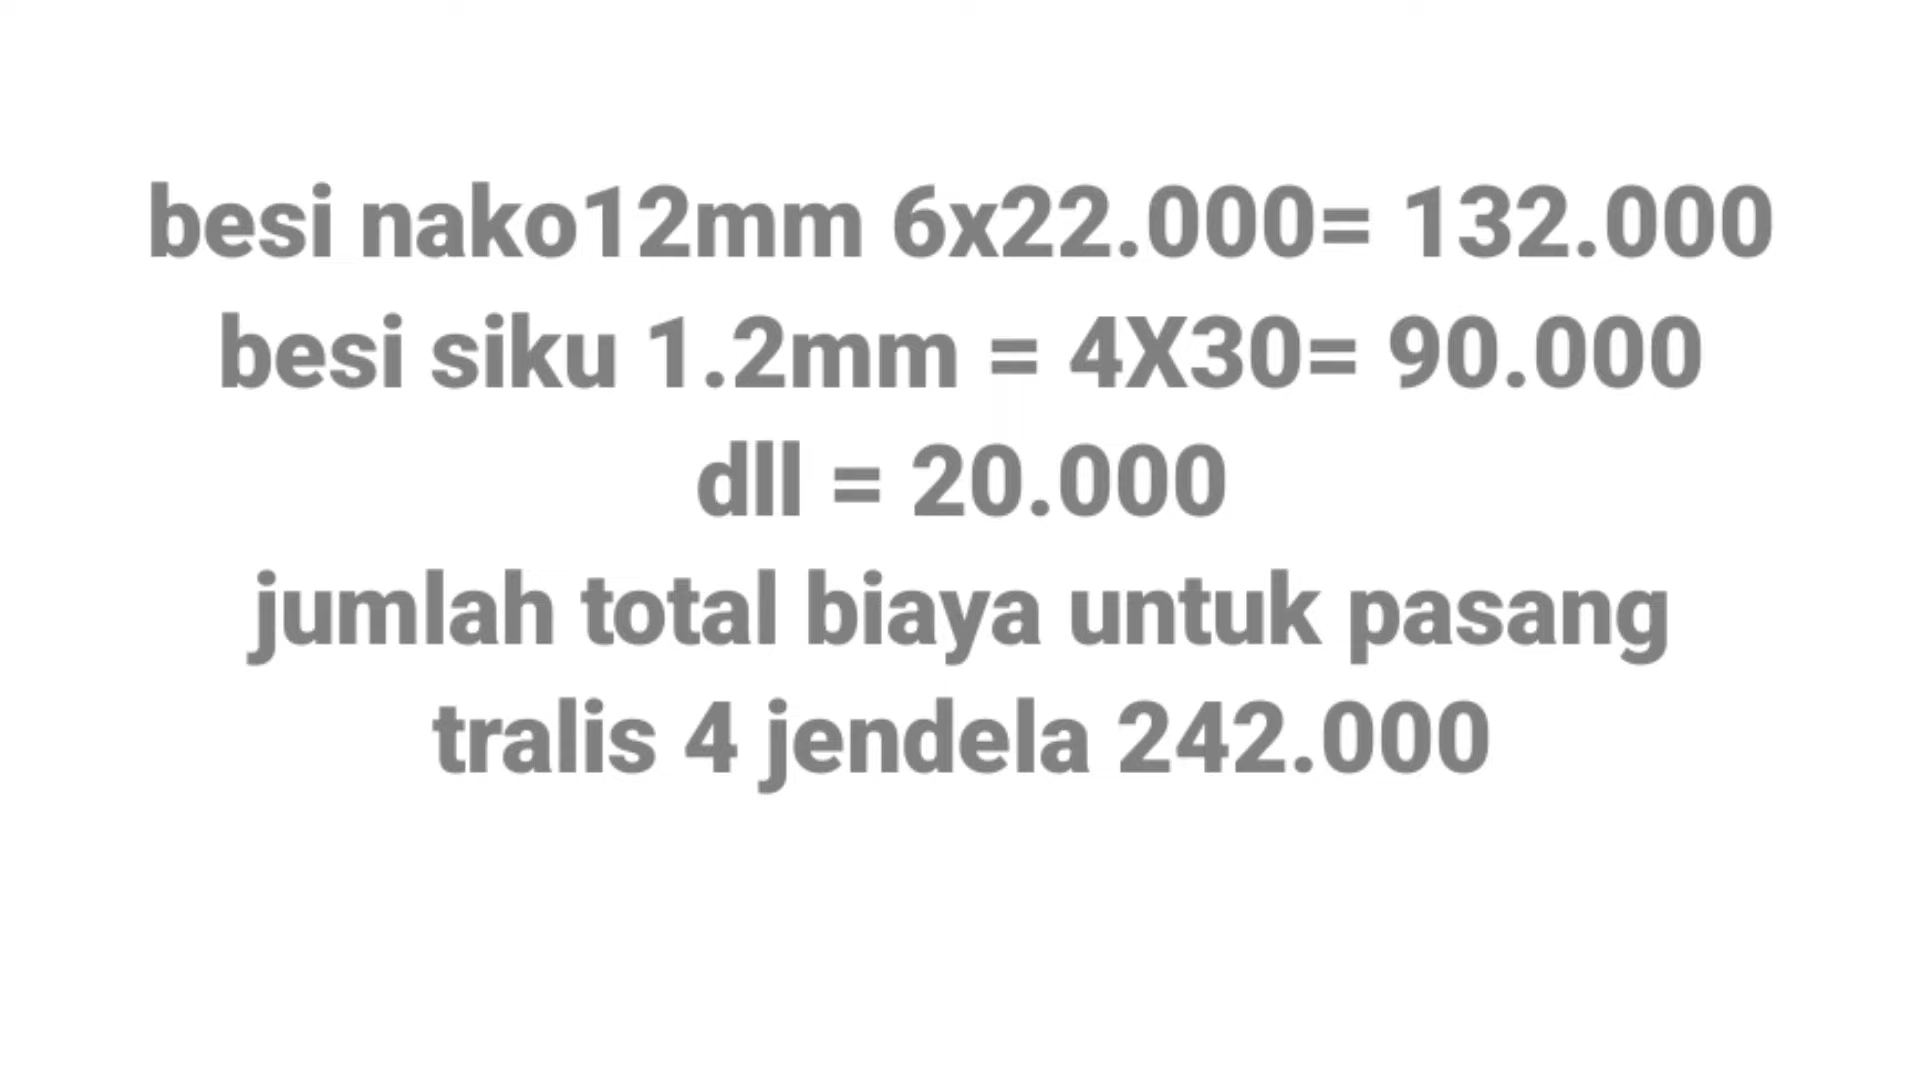 besi nako12mm 6x22.000= 132.000
besi siku 1.2mm = 4X30= 90.000
dll = 20.000
jumlah total biaya untuk pasang
tralis 4 jendela 242.000